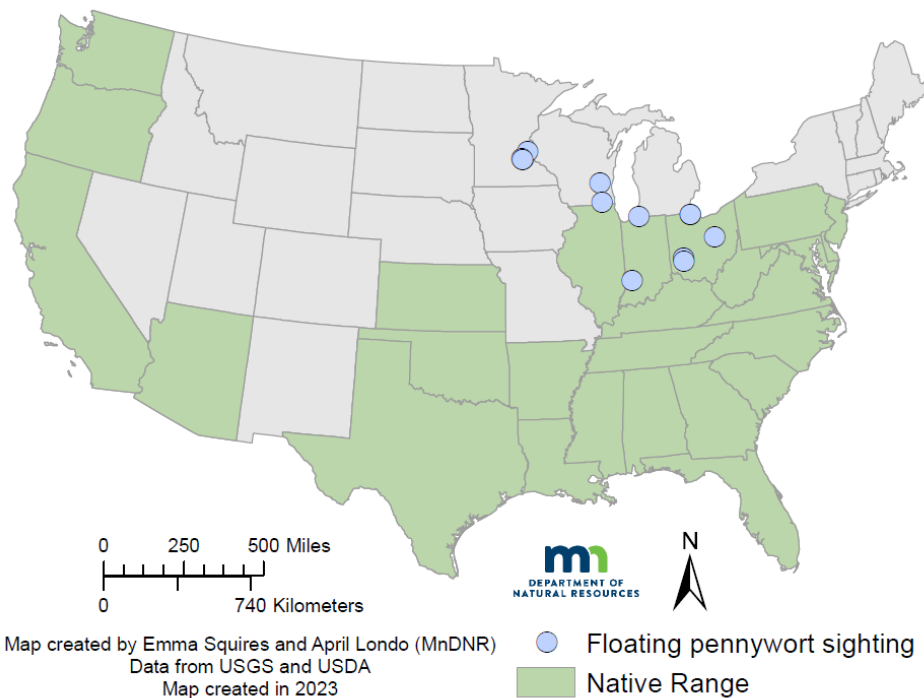 0 250 500 Miles
0 740 Kilometers
mn
DEPARTMENT OF
NATURAL RESOURCES
N
Map created by Emma Squires and April Londo (MnDNR)
Data from USGS and USDA
Map created in 2023
Floating pennywort sighting
Native Range